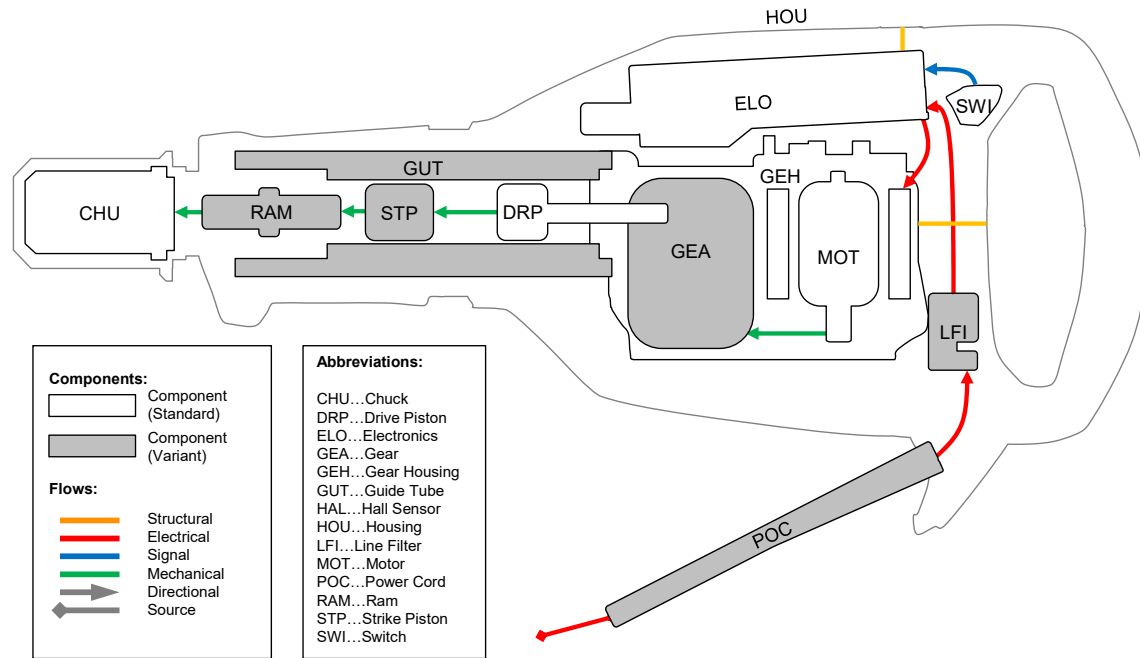 HOU
ELO
SWI
GUT
GEH
CHU
RAM
STP
DRP
GEA
MOT
LFI
POC
Components:
Component
(Standard)
Component
(Variant)
Flows:
Structural
Electrical
Signal
Mechanical
Directional
Source
Abbreviations:
CHU…Chuck
DRP…Drive Piston
ELO…Electronics
GEA…Gear
GEH…Gear Housing
GUT…Guide Tube
HAL…Hall Sensor
HOU…Housing
LFI…Line Filter
MOT…Motor
POC…Power Cord
RAM…Ram
STP…Strike Piston
SWI…Switch